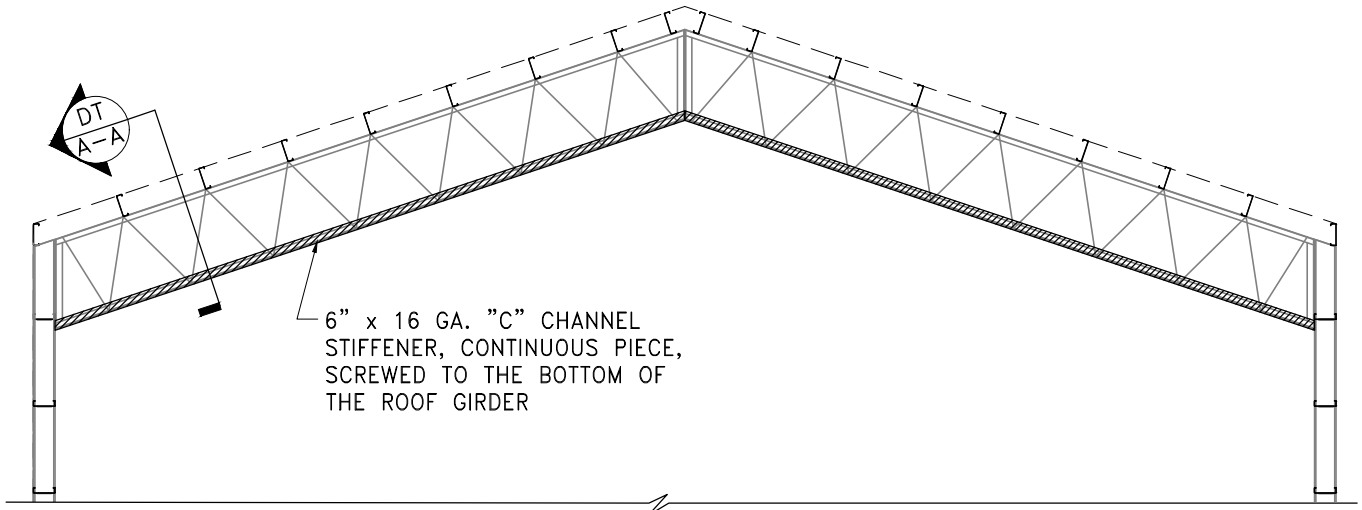 DT
A-A
6" x 16 GA. "C" CHANNEL
STIFFENER, CONTINUOUS PIECE,
SCREWED TO THE BOTTOM OF
THE ROOF GIRDER